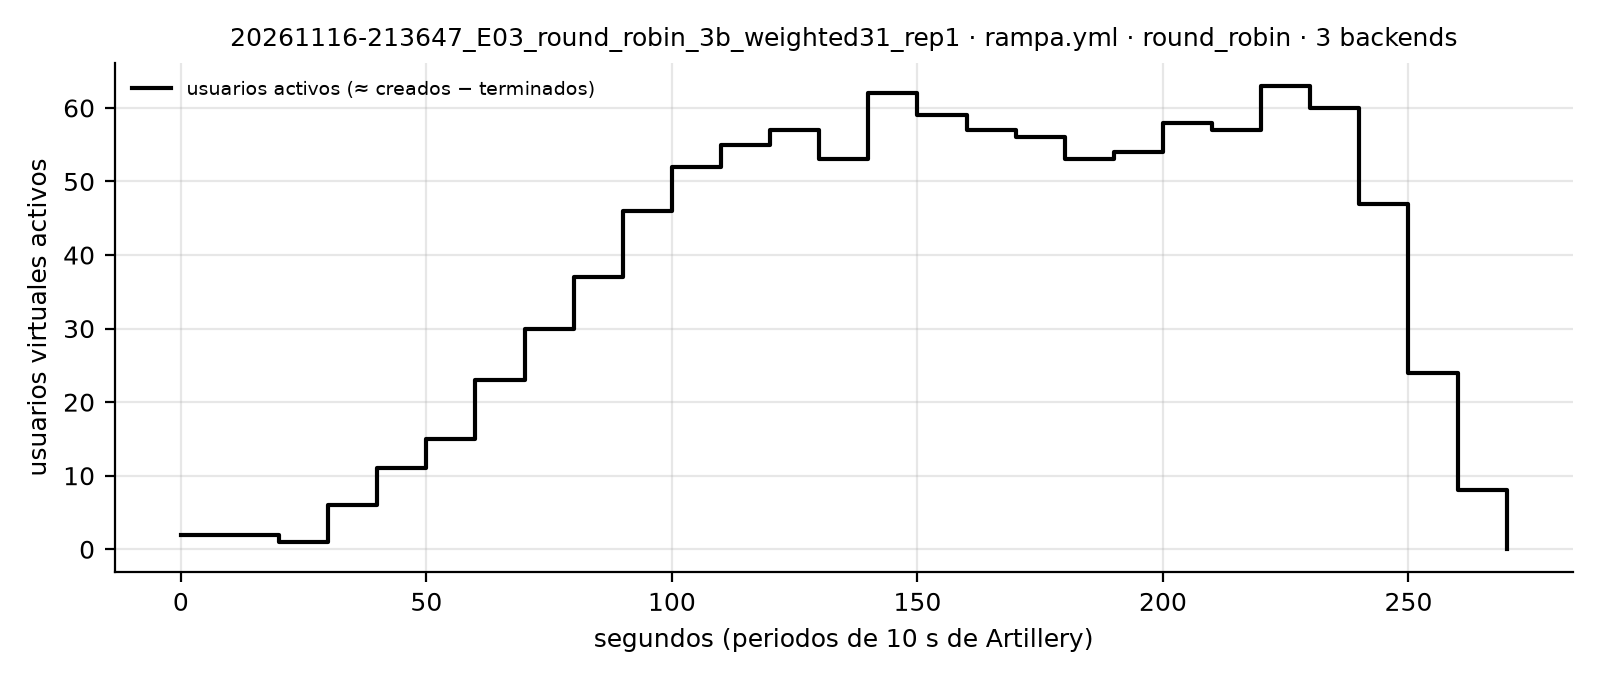 20261116-213647_E03_round_robin_3b_weighted31_rep1 · rampa.yml · round_robin · 3 backends
usuarios activos (≈ creados − terminados)
usuarios virtuales activos
60
50
40
30
20
10
0
0 50 100 150 200 250
segundos (periodos de 10 s de Artillery)